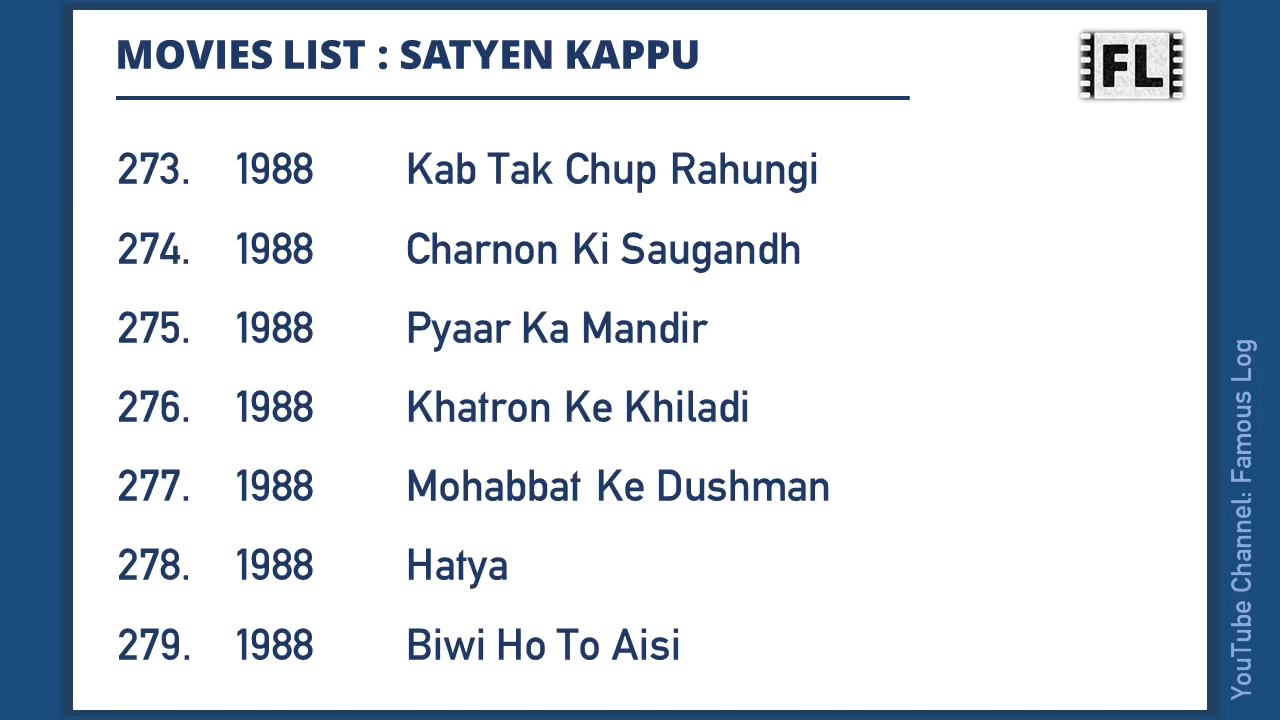 MOVIES LIST : SATYEN KAPPU
FL
273. 1988 Kab Tak Chup Rahungi
274. 1988 Charnon Ki Saugandh
275. 1988 Pyaar Ka Mandir
276. 1988 Khatron Ke Khiladi
277. 1988 Mohabbat Ke Dushman
278. 1988 Hatya
279. 1988 Biwi Ho To Aisi
YouTube Channel: Famous Log